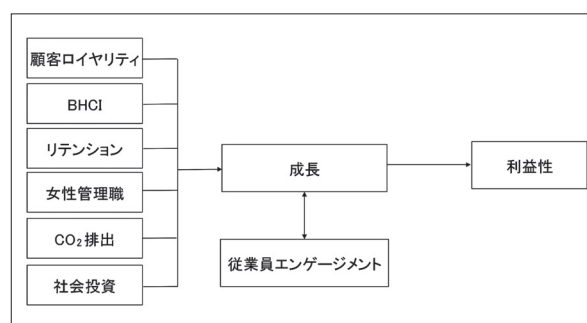 顧客ロイヤリティ
BHCI
リテンション
女性管理職
CO₂排出
社会投資
成長
従業員エンゲージメント
利益性